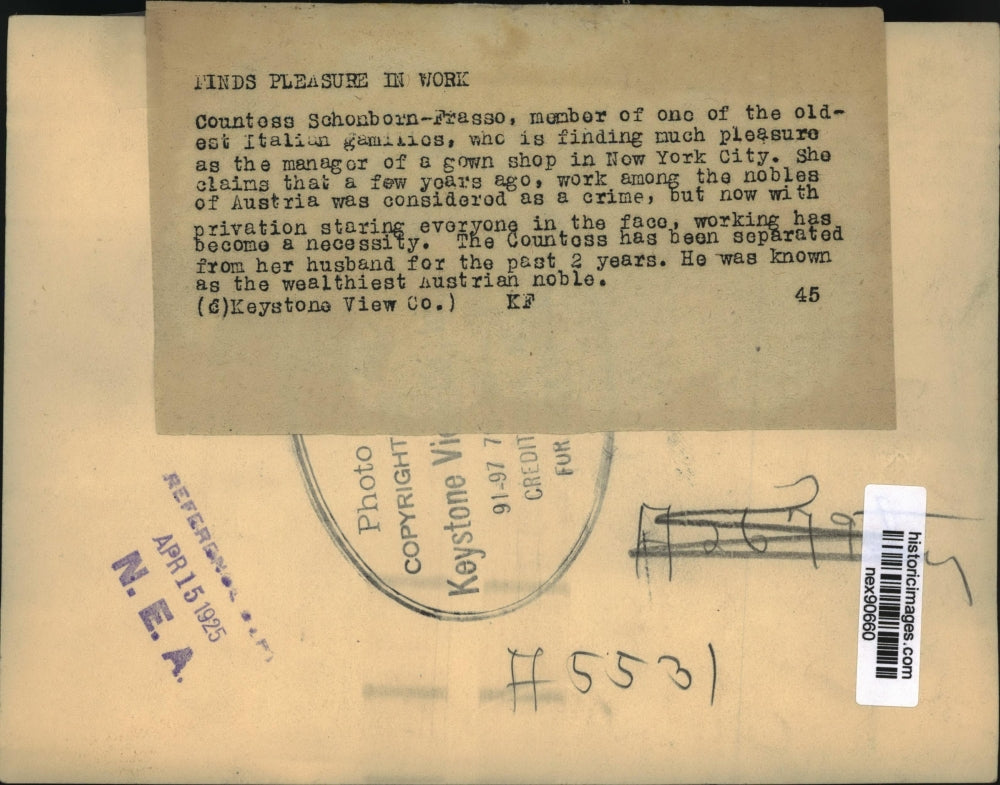 FINDS PLEASURE IN WORK
Countess Schonborn-Frasso, member of one of the old-
est Italian gamilies, who is finding much pleasure
as the manager of a gown shop in New York City. She
claims that a few years ago, work among the nobles
of Austria was considered as a crime, but now with
privation staring everyone in the face, working has
become a necessity. The Countess has been separated
from her husband for the past 2 years. He was known
as the wealthiest Austrian noble.
(c)Keystone View Co.) KF 45
Photo
COPYRIGHT
Keystone Vi
91-97 7
CREDIT
FOR
REFERENCE
APR 15 1925
N. E. A.
#5531
historicimages.com
nex90660